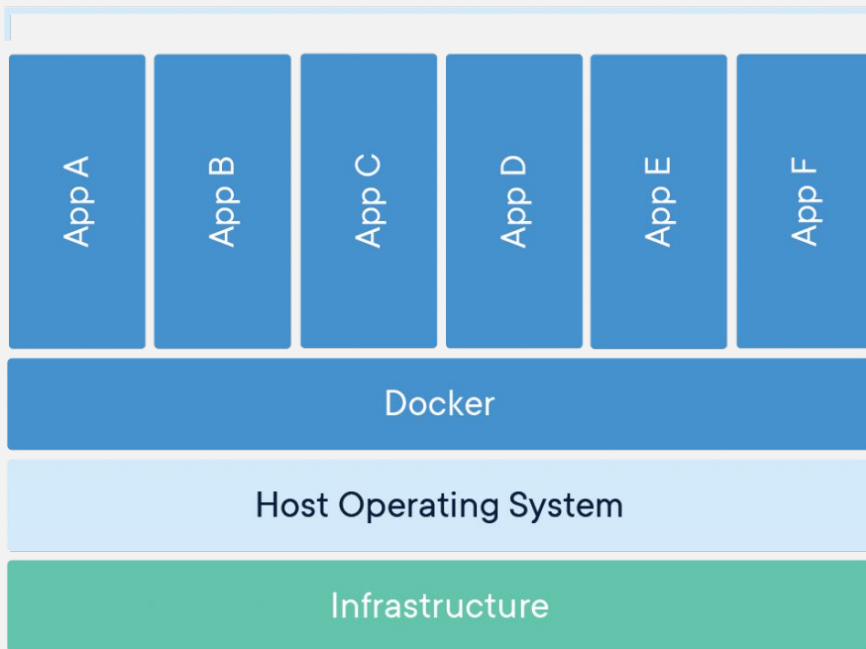 App A
App B
App C
App D
App E
App F
Docker
Host Operating System
Infrastructure